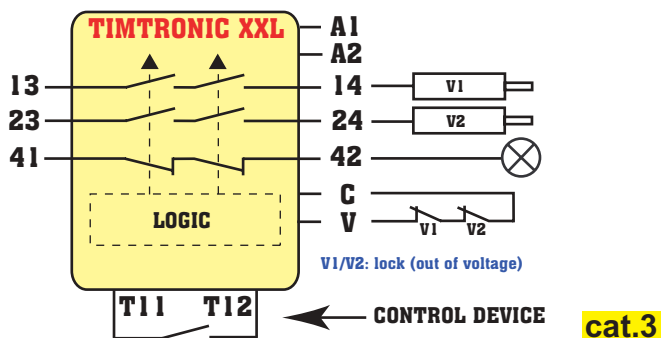 TIMTRONIC XXL
A1
A2
13 14 V1
23 24 V2
41 42
C
LOGIC V V1 V2
V1/V2: lock (out of voltage)
T11 T12
CONTROL DEVICE
cat.3